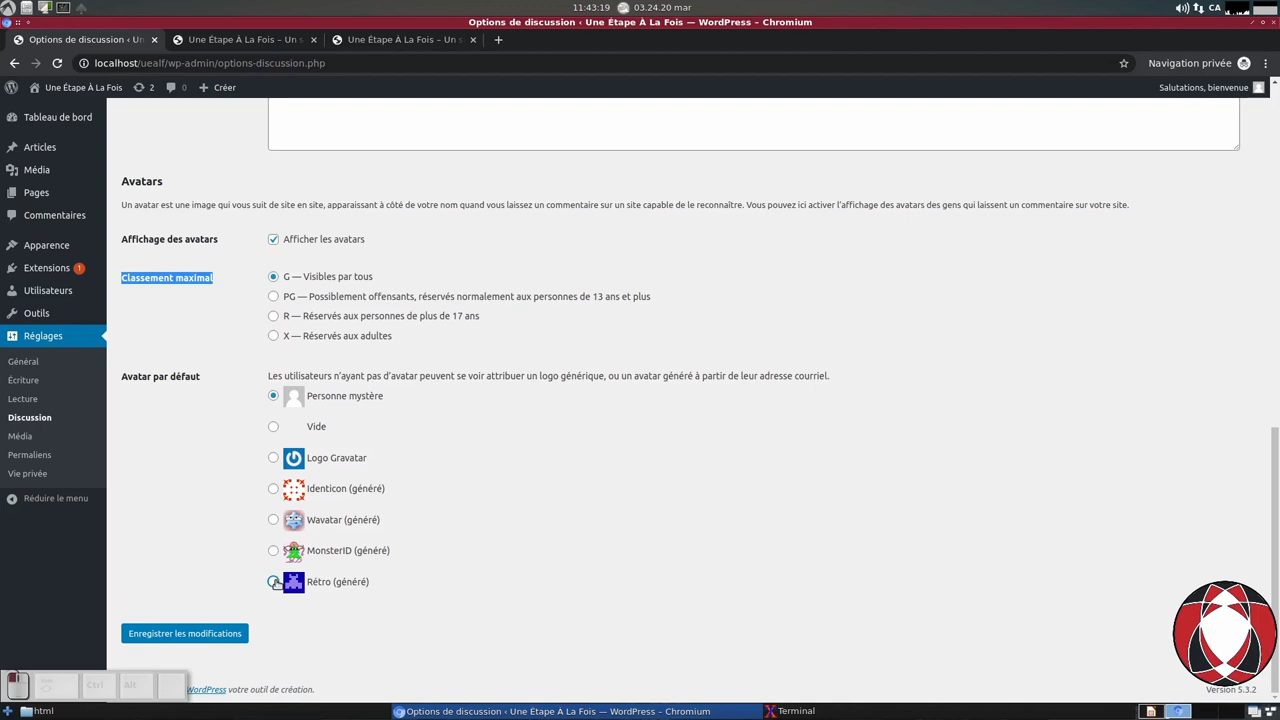 11:43:19
03.24.20 mar
CA
Options de discussion ‹ Une Étape À La Fois — WordPress – Chromium
Options de discussion ‹ Un
Une Étape À La Fois – Un s
Une Étape À La Fois – Un s
localhost/uealf/wp-admin/options-discussion.php
Navigation privée
Une Étape À La Fois
2
0
Créer
Salutations, bienvenue
Tableau de bord
Articles
Média
Pages
Commentaires
Apparence
Extensions 1
Utilisateurs
Outils
Réglages
Général
Écriture
Lecture
Discussion
Média
Permaliens
Vie privée
Réduire le menu
Avatars
Un avatar est une image qui vous suit de site en site, apparaissant à côté de votre nom quand vous laissez un commentaire sur un site capable de le reconnaître. Vous pouvez ici activer l'affichage des avatars des gens qui laissent un commentaire sur votre site.
Affichage des avatars
Afficher les avatars
Classement maximal
G — Visibles par tous
PG — Possiblement offensants, réservés normalement aux personnes de 13 ans et plus
R — Réservés aux personnes de plus de 17 ans
X — Réservés aux adultes
Avatar par défaut
Les utilisateurs n'ayant pas d'avatar peuvent se voir attribuer un logo générique, ou un avatar généré à partir de leur adresse courriel.
Personne mystère
Vide
Logo Gravatar
Identicon (généré)
Wavatar (généré)
MonsterID (généré)
Rétro (généré)
Enregistrer les modifications
Ctrl
Alt
WordPress votre outil de création.
Version 5.3.2
html
Options de discussion ‹ Une Étape À La Fois — WordPress – Chromium
Terminal